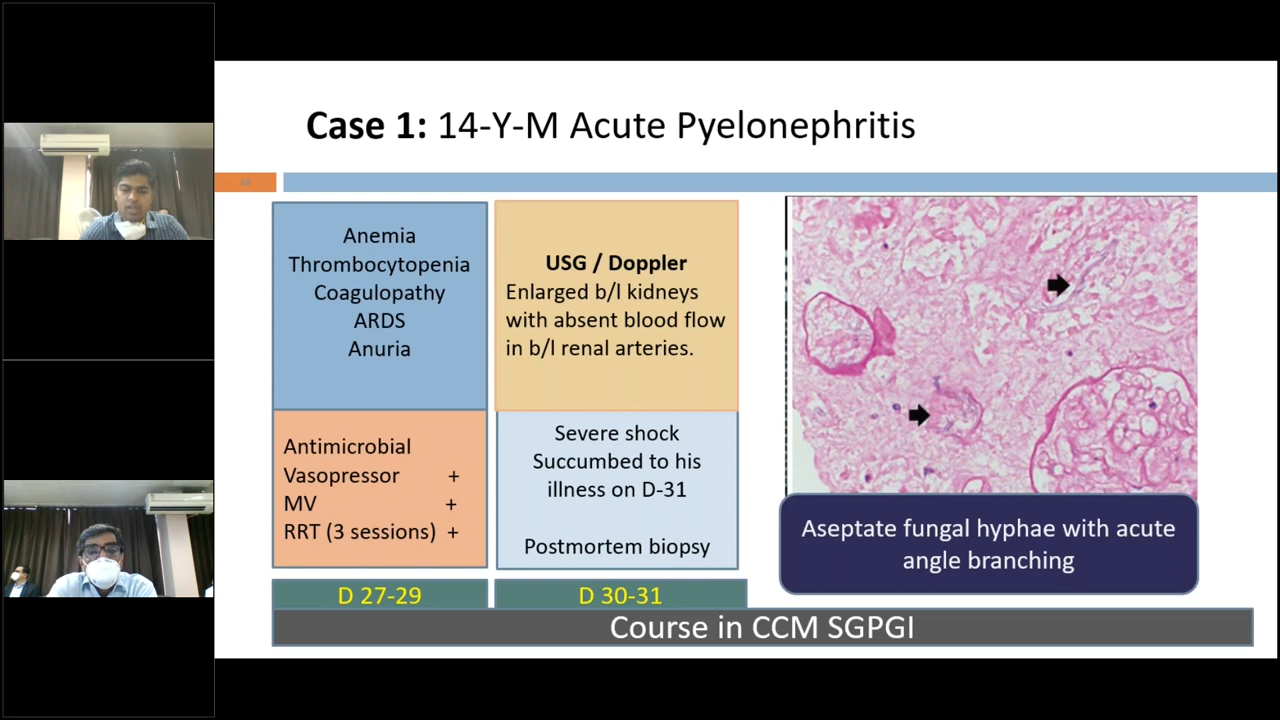 Case 1: 14-Y-M Acute Pyelonephritis
Anemia
Thrombocytopenia
Coagulopathy
ARDS
Anuria
Antimicrobial
Vasopressor +
MV +
RRT (3 sessions) +
D 27-29
USG / Doppler
Enlarged b/l kidneys
with absent blood flow
in b/l renal arteries.
Severe shock
Succumbed to his
illness on D-31
Postmortem biopsy
D 30-31
Aseptate fungal hyphae with acute
angle branching
Course in CCM SGPGI